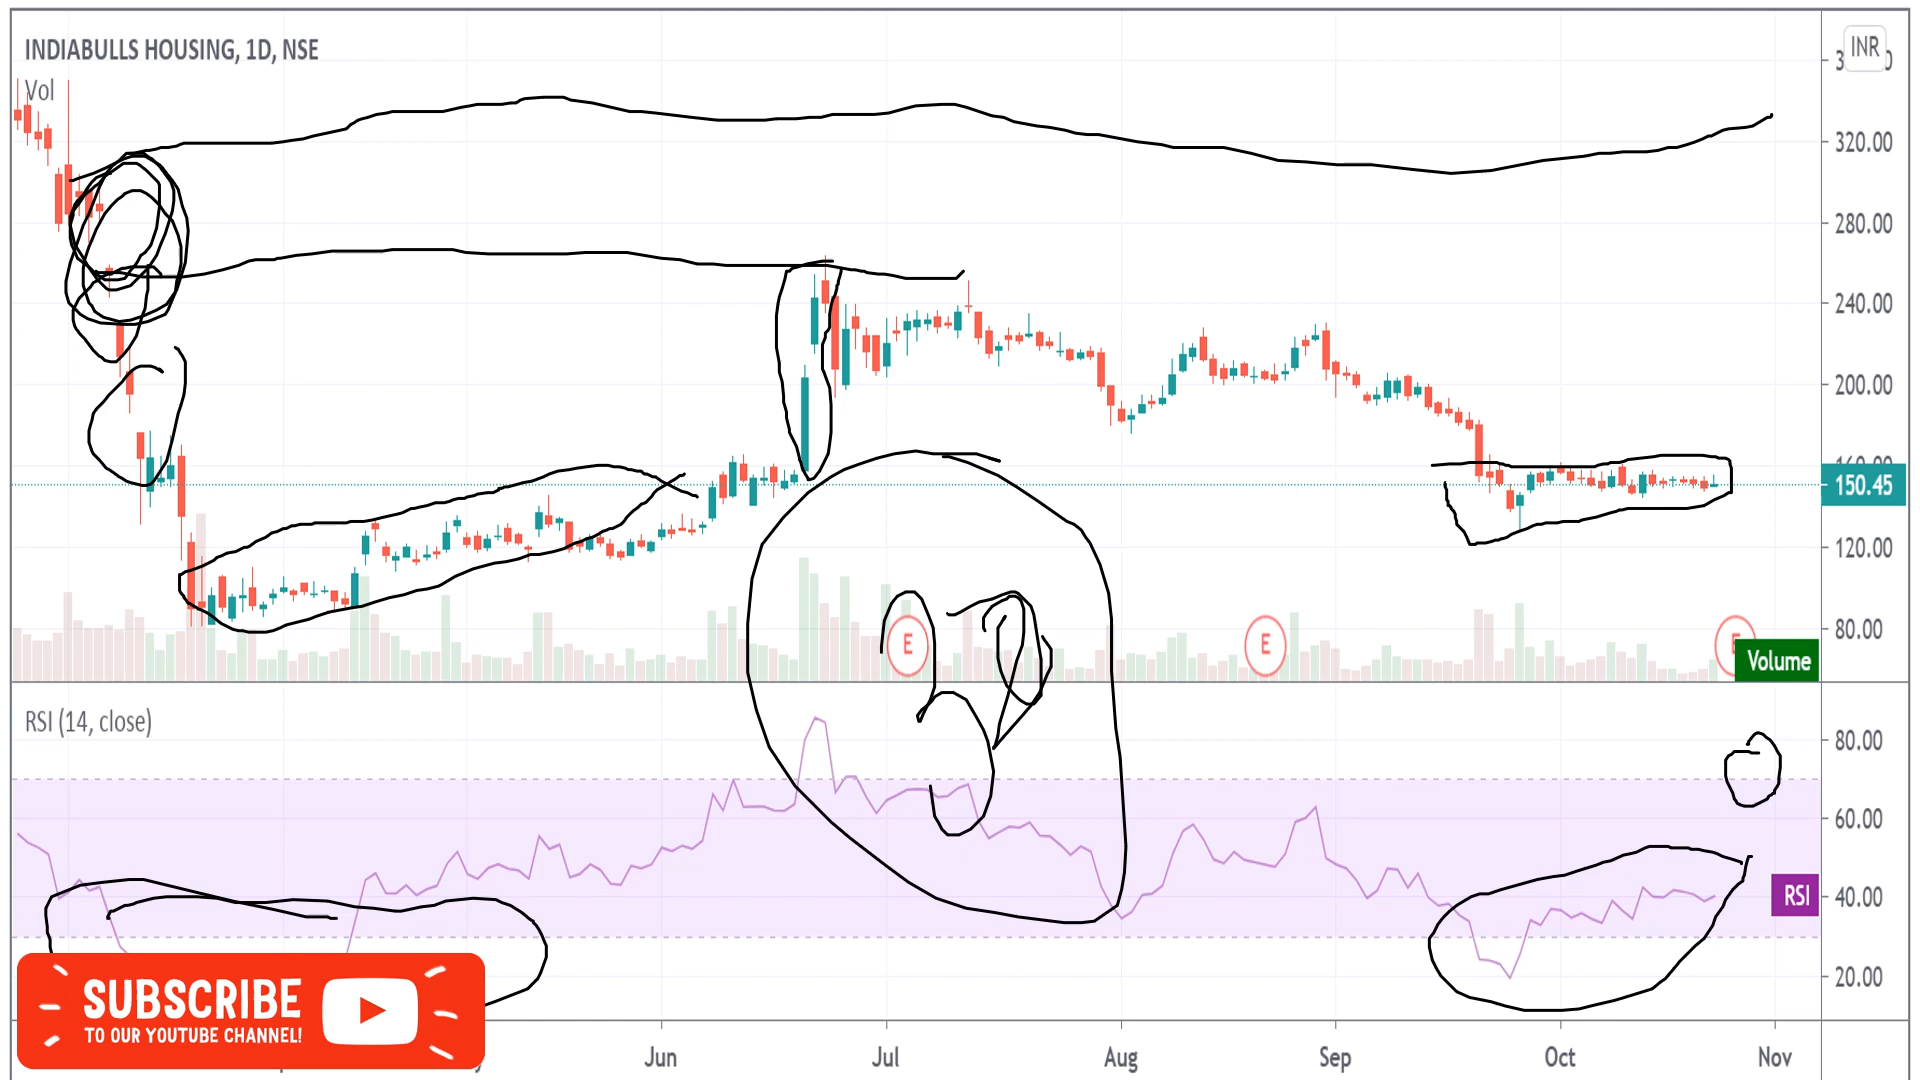 INDIABULLS HOUSING, 1D, NSE
INR
Vol
320.00
280.00
240.00
200.00
150.45
120.00
80.00
E
E
E
Volume
RSI (14, close)
80.00
60.00
RSI
40.00
20.00
SUBSCRIBE
TO OUR YOUTUBE CHANNEL!
Jun
Jul
Aug
Sep
Oct
Nov